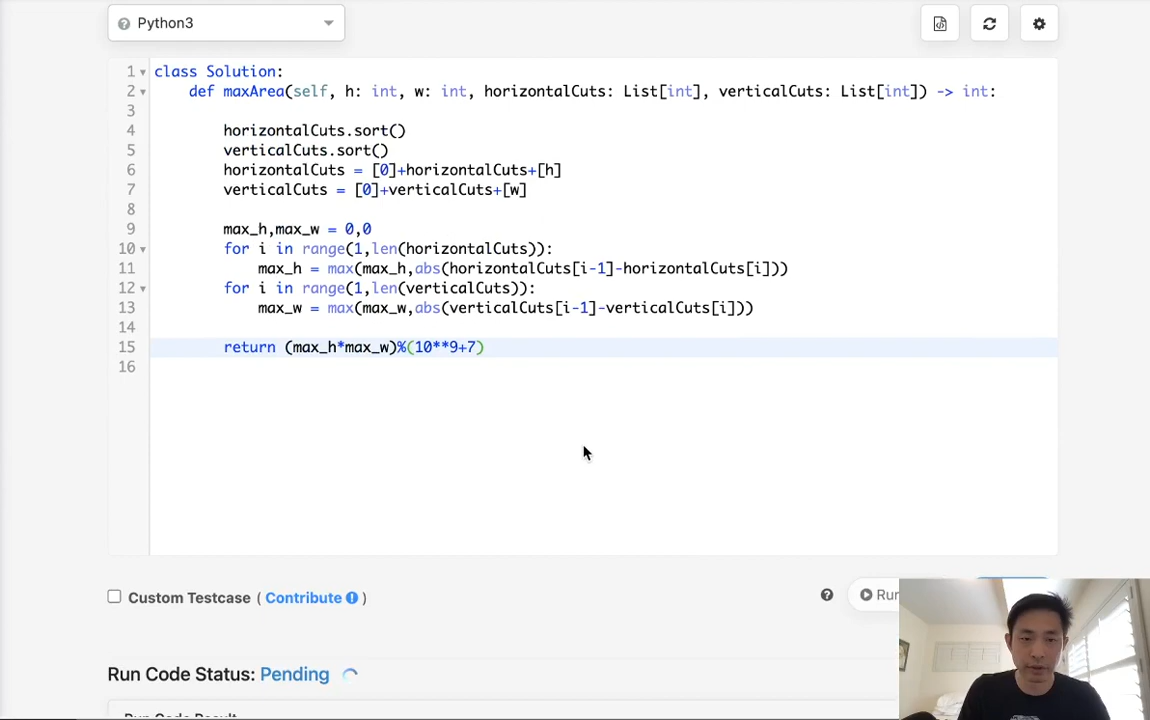 Python3
1 class Solution:
2 def maxArea(self, h: int, w: int, horizontalCuts: List[int], verticalCuts: List[int]) -> int:
3
4 horizontalCuts.sort()
5 verticalCuts.sort()
6 horizontalCuts = [0]+horizontalCuts+[h]
7 verticalCuts = [0]+verticalCuts+[w]
8
9 max_h,max_w = 0,0
10 for i in range(1,len(horizontalCuts)):
11 max_h = max(max_h,abs(horizontalCuts[i-1]-horizontalCuts[i]))
12 for i in range(1,len(verticalCuts)):
13 max_w = max(max_w,abs(verticalCuts[i-1]-verticalCuts[i]))
14
15 return (max_h*max_w)%(10**9+7)
16
Custom Testcase ( Contribute )
Run Code Status: Pending
Run Code Result